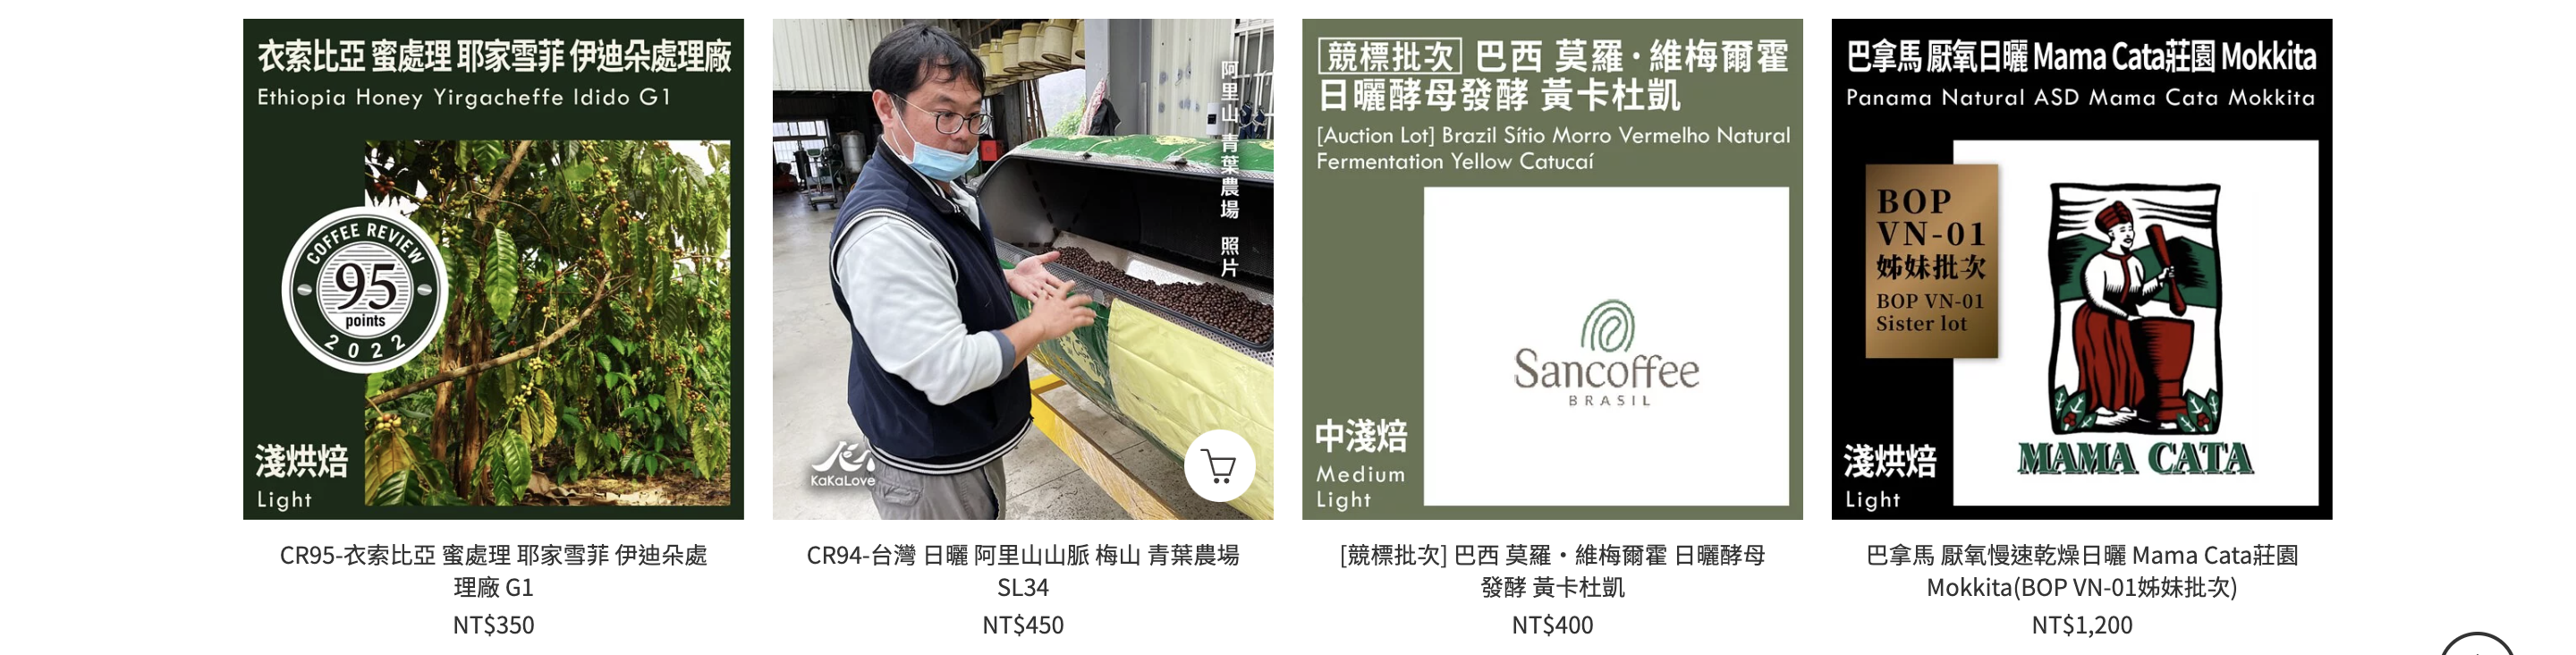 衣索比亞 蜜處理 耶家雪菲 伊迪朵處理廠
Ethiopia Honey Yirgacheffe Idido G1
COFFEE REVIEW
95
points
2022
淺烘焙
Light
CR95-衣索比亞 蜜處理 耶家雪菲 伊迪朵處
理廠 G1
NT$350
阿里山 青葉農場 照片
KaKaLove
CR94-台灣 日曬 阿里山山脈 梅山 青葉農場
SL34
NT$450
競標批次 巴西 莫羅·維梅爾霍
日曬酵母發酵 黃卡杜凱
[Auction Lot] Brazil Sítio Morro Vermelho Natural
Fermentation Yellow Catucaí
Sancoffee
BRASIL
中淺焙
Medium
Light
[競標批次] 巴西 莫羅・維梅爾霍 日曬酵母
發酵 黃卡杜凱
NT$400
巴拿馬 厭氧日曬 Mama Cata莊園 Mokkita
Panama Natural ASD Mama Cata Mokkita
BOP
VN-01
姊妹批次
BOP VN-01
Sister lot
MAMA CATA
淺烘焙
Light
巴拿馬 厭氧慢速乾燥日曬 Mama Cata莊園
Mokkita(BOP VN-01姊妹批次)
NT$1,200